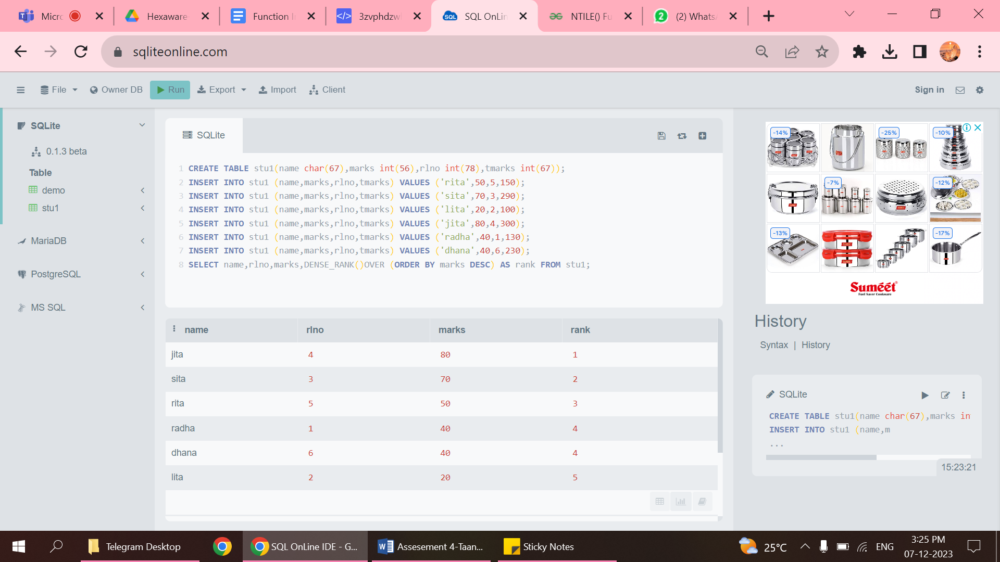 Micro
Hexaware-
Function I
3zvphdzw
SQL OnLin
NTILE() Fu
(2) WhatsA
sqliteonline.com
File
Owner DB
Run
Export
Import
Client
Sign in
SQLite
0.1.3 beta
Table
demo
stu1
MariaDB
PostgreSQL
MS SQL
SQLite
1 CREATE TABLE stu1(name char(67),marks int(56),rlno int(78),tmarks int(67));
2 INSERT INTO stu1 (name,marks,rlno,tmarks) VALUES ('rita',50,5,150);
3 INSERT INTO stu1 (name,marks,rlno,tmarks) VALUES ('sita',70,3,290);
4 INSERT INTO stu1 (name,marks,rlno,tmarks) VALUES ('lita',20,2,100);
5 INSERT INTO stu1 (name,marks,rlno,tmarks) VALUES ('jita',80,4,300);
6 INSERT INTO stu1 (name,marks,rlno,tmarks) VALUES ('radha',40,1,130);
7 INSERT INTO stu1 (name,marks,rlno,tmarks) VALUES ('dhana',40,6,230);
8 SELECT name,rlno,marks,DENSE_RANK()OVER (ORDER BY marks DESC) AS rank FROM stu1;
name rlno marks rank
jita 4 80 1
sita 3 70 2
rita 5 50 3
radha 1 40 4
dhana 6 40 4
lita 2 20 5
-14% -25% -10%
-7% -12%
-13% -17%
Suméét®
Fuel Saver Cookware
History
Syntax | History
SQLite
CREATE TABLE stu1(name char(67),marks in
INSERT INTO stu1 (name,m
...
15:23:21
Telegram Desktop
SQL OnLine IDE - G...
Assesement 4-Taan...
Sticky Notes
25°C
ENG
3:25 PM
07-12-2023